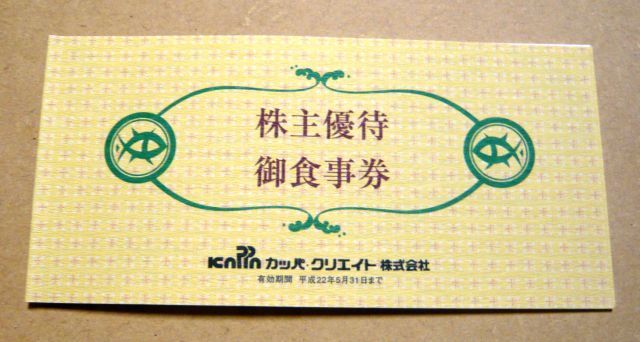 株主優待
御食事券
Kappa カッパ・クリエイト株式会社
有効期間 平成22年5月31日まで